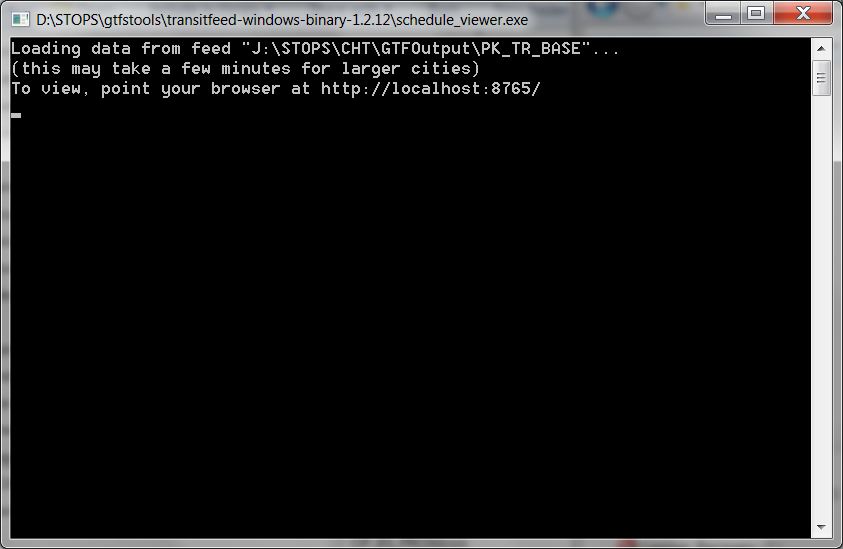 D:\STOPS\gtfstools\transitfeed-windows-binary-1.2.12\schedule_viewer.exe
Loading data from feed "J:\STOPS\CHT\GTFOutput\PK_TR_BASE"...
(this may take a few minutes for larger cities)
To view, point your browser at http://localhost:8765/